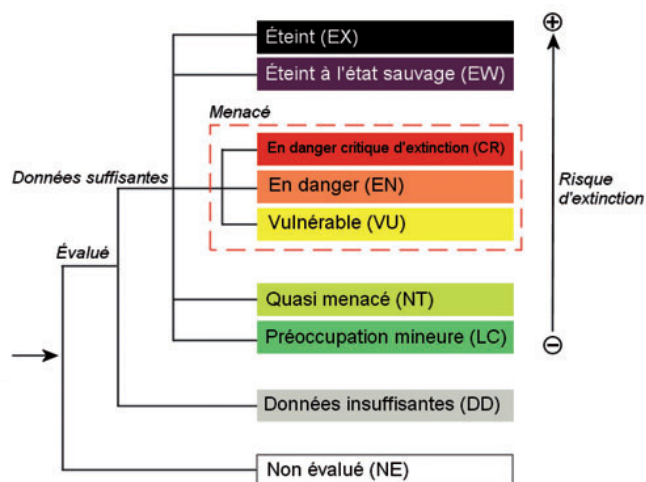 Éteint (EX)
Éteint à l'état sauvage (EW)
Menacé
En danger critique d'extinction (CR)
Données suffisantes
En danger (EN)
Risque
d'extinction
Vulnérable (VU)
Évalué
Quasi menacé (NT)
Préoccupation mineure (LC)
Données insuffisantes (DD)
Non évalué (NE)